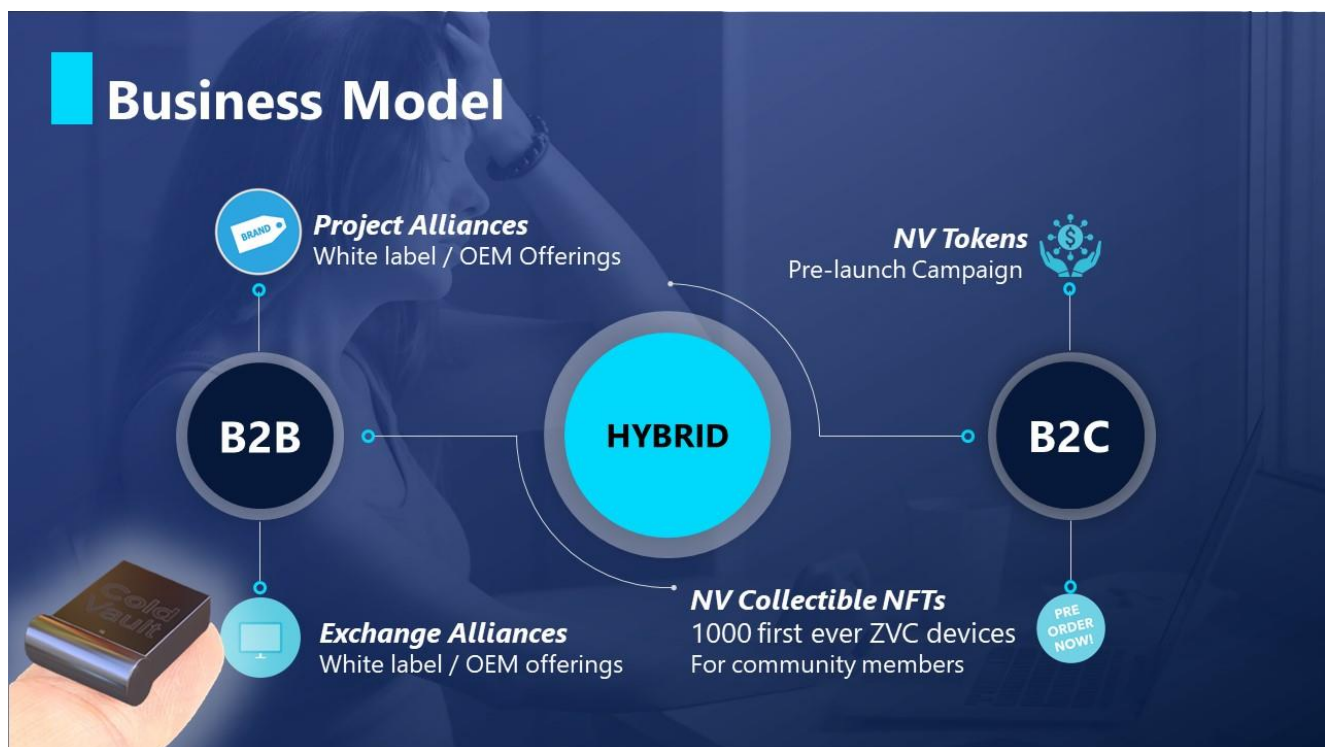 Business Model
BRAND
Project Alliances
White label / OEM Offerings
NV Tokens
Pre-launch Campaign
B2B
HYBRID
B2C
Cold
Vault
Exchange Alliances
White label / OEM offerings
NV Collectible NFTs
1000 first ever ZVC devices
For community members
PRE
ORDER
NOW!